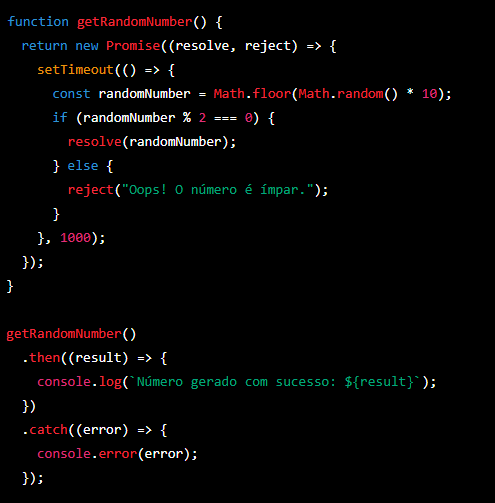 function getRandomNumber() {
  return new Promise((resolve, reject) => {
    setTimeout(() => {
      const randomNumber = Math.floor(Math.random() * 10);
      if (randomNumber % 2 === 0) {
        resolve(randomNumber);
      } else {
        reject("Oops! O número é ímpar.");
      }
    }, 1000);
  });
}

getRandomNumber()
  .then((result) => {
    console.log(`Número gerado com sucesso: ${result}`);
  })
  .catch((error) => {
    console.error(error);
  });